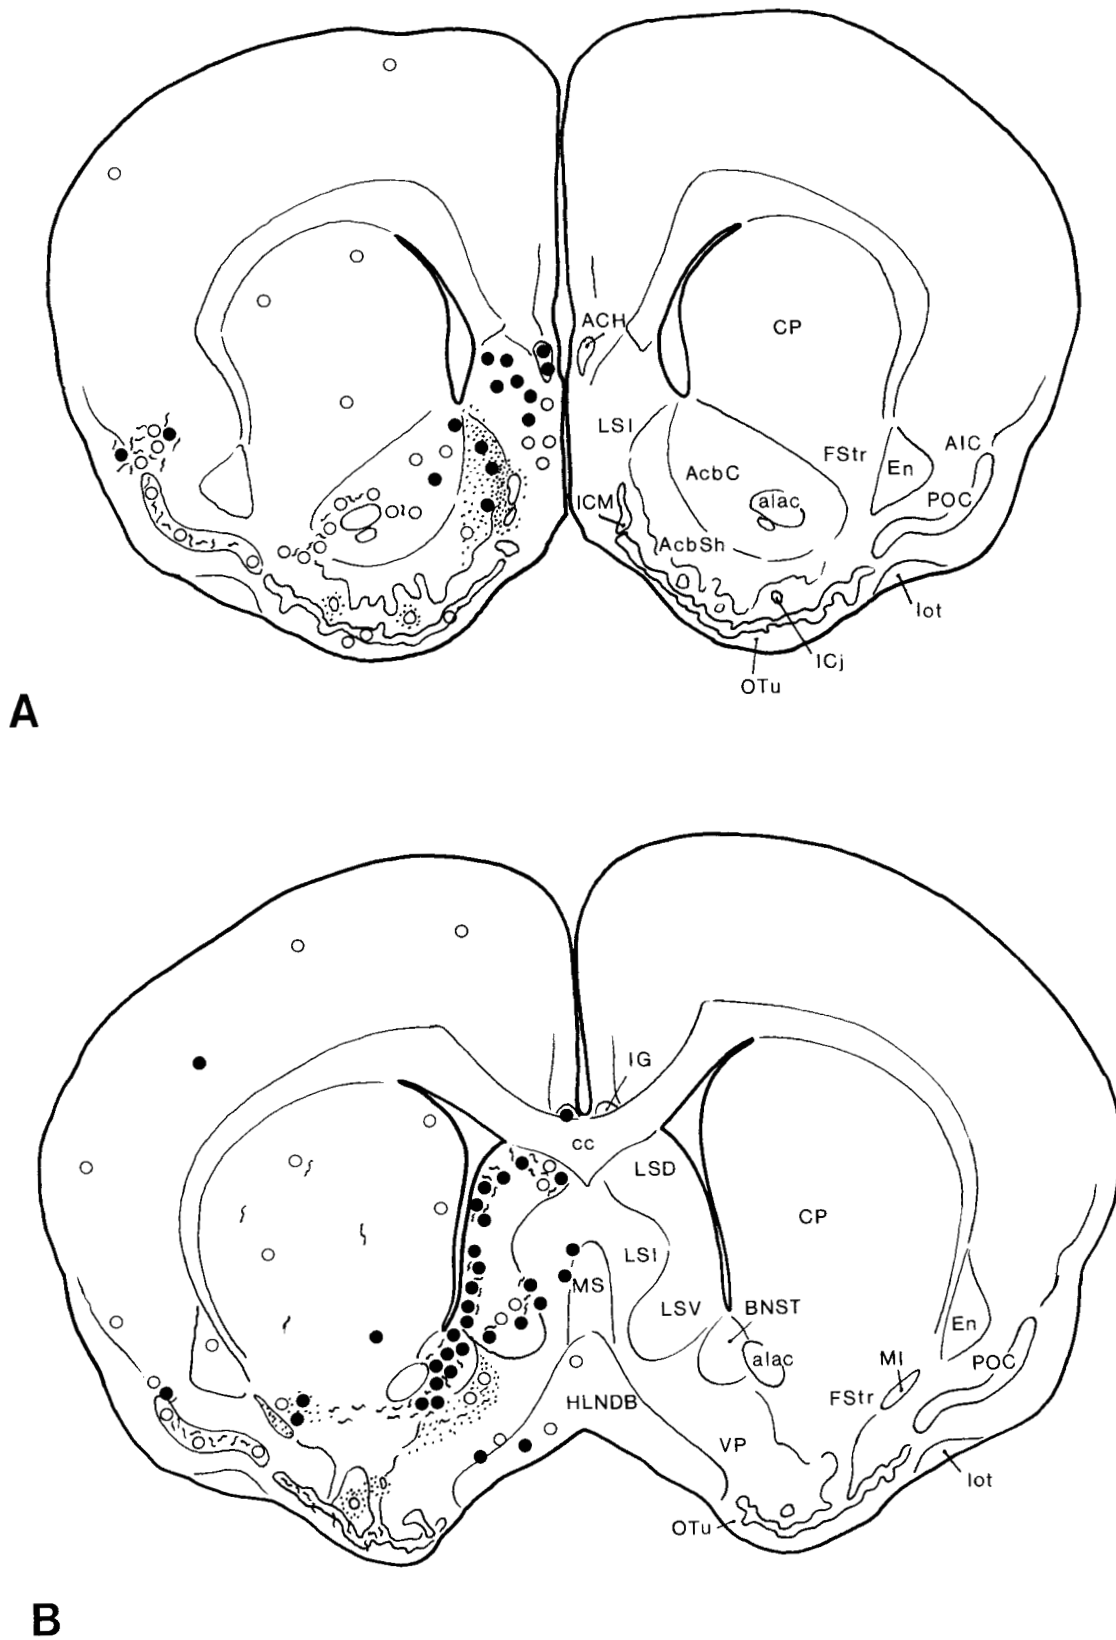 ACH
CP
LSI
FStr
AIC
AcbC
En
ICM
alac
POC
AcbSh
lot
ICj
OTu
A
IG
cc
LSD
CP
LSI
MS
LSV
BNST
En
alac
MI
POC
FStr
HLNDB
VP
lot
OTu
B